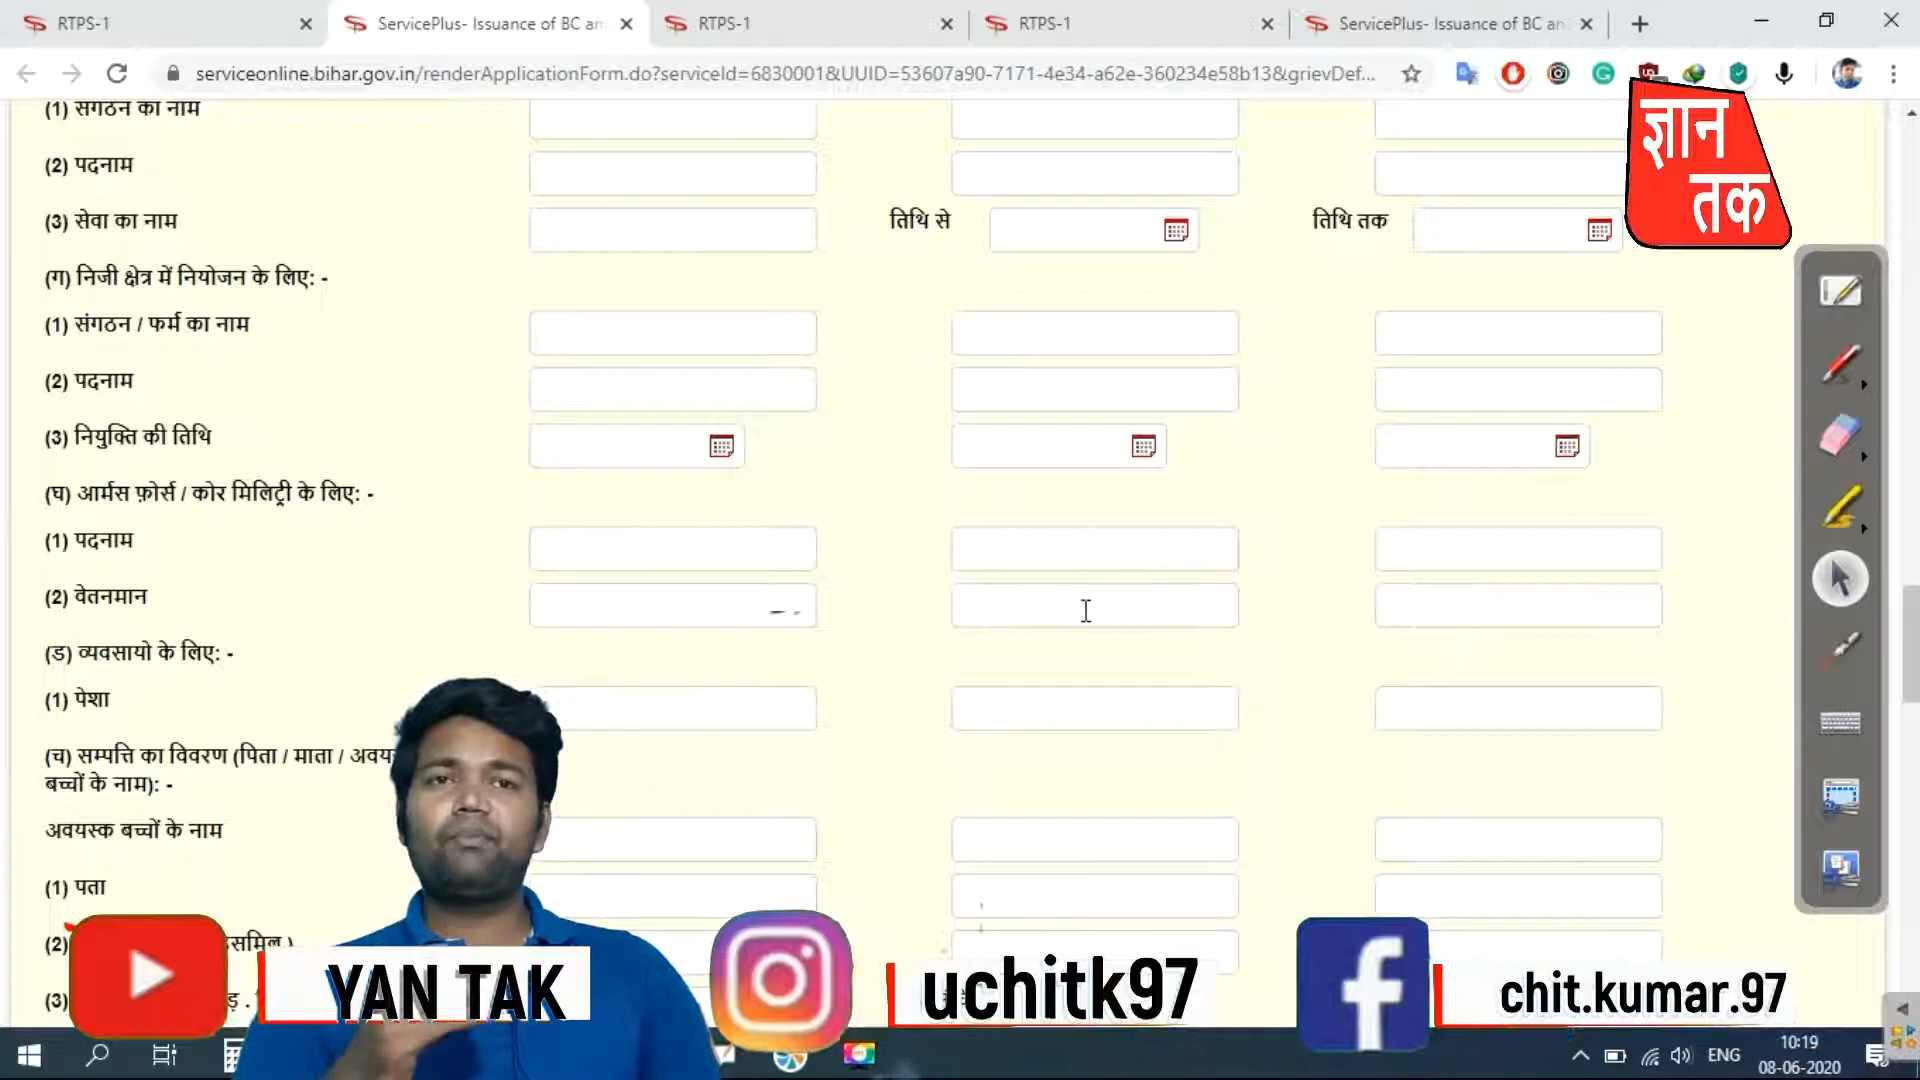 RTPS-1
ServicePlus- Issuance of BC an
RTPS-1
RTPS-1
ServicePlus- Issuance of BC an
serviceonline.bihar.gov.in/renderApplicationForm.do?serviceId=6830001&UUID=53607a90-7171-4e34-a62e-360234e58b13&grievDef...
ज्ञान
तक
(1) संगठन का नाम
(2) पदनाम
(3) सेवा का नाम तिथि से तिथि तक
(ग) निजी क्षेत्र में नियोजन के लिए: -
(1) संगठन / फर्म का नाम
(2) पदनाम
(3) नियुक्ति की तिथि
(घ) आर्मस फ़ोर्स / कोर मिलिट्री के लिए: -
(1) पदनाम
(2) वेतनमान
(ड) व्यवसायो के लिए: -
(1) पेशा
(च) सम्पत्ति का विवरण (पिता / माता /
बच्चों के नाम): -
अवयस्क बच्चों के नाम
(1) पता
(2)
(3)
YAN TAK
uchitk97
chit.kumar.97
ENG
10:19
08-06-2020